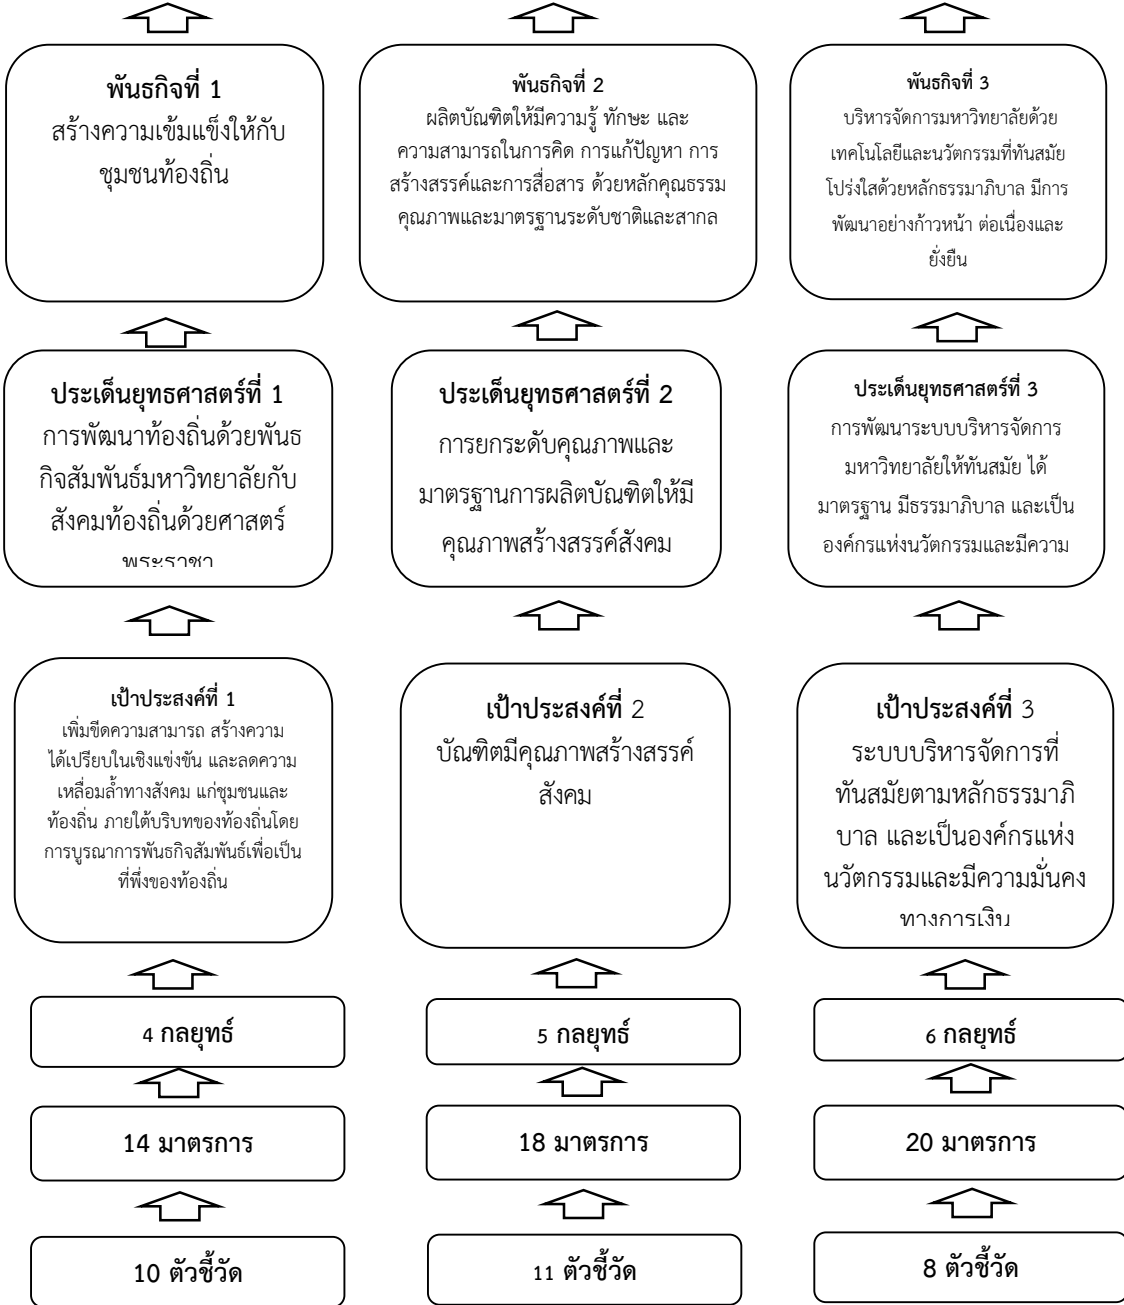 พันธกิจที่ 1
สร้างความเข้มแข็งให้กับ
ชุมชนท้องถิ่น
พันธกิจที่ 2
ผลิตบัณฑิตให้มีความรู้ ทักษะ และ
ความสามารถในการคิด การแก้ปัญหา การ
สร้างสรรค์และการสื่อสาร ด้วยหลักคุณธรรม
คุณภาพและมาตรฐานระดับชาติและสากล
พันธกิจที่ 3
บริหารจัดการมหาวิทยาลัยด้วย
เทคโนโลยีและนวัตกรรมที่ทันสมัย
โปร่งใสด้วยหลักธรรมาภิบาล มีการ
พัฒนาอย่างก้าวหน้า ต่อเนื่องและ
ยั่งยืน
ประเด็นยุทธศาสตร์ที่ 1
การพัฒนาท้องถิ่นด้วยพันธ
กิจสัมพันธ์มหาวิทยาลัยกับ
สังคมท้องถิ่นด้วยศาสตร์
พระราชา
ประเด็นยุทธศาสตร์ที่ 2
การยกระดับคุณภาพและ
มาตรฐานการผลิตบัณฑิตให้มี
คุณภาพสร้างสรรค์สังคม
ประเด็นยุทธศาสตร์ที่ 3
การพัฒนาระบบบริหารจัดการ
มหาวิทยาลัยให้ทันสมัย ได้
มาตรฐาน มีธรรมาภิบาล และเป็น
องค์กรแห่งนวัตกรรมและมีความ
เป้าประสงค์ที่ 1
เพิ่มขีดความสามารถ สร้างความ
ได้เปรียบในเชิงแข่งขัน และลดความ
เหลื่อมล้ำทางสังคม แก่ชุมชนและ
ท้องถิ่น ภายใต้บริบทของท้องถิ่นโดย
การบูรณาการพันธกิจสัมพันธ์เพื่อเป็น
ที่พึ่งของท้องถิ่น
เป้าประสงค์ที่ 2
บัณฑิตมีคุณภาพสร้างสรรค์
สังคม
เป้าประสงค์ที่ 3
ระบบบริหารจัดการที่
ทันสมัยตามหลักธรรมาภิ
บาล และเป็นองค์กรแห่ง
นวัตกรรมและมีความมั่นคง
ทางการเงิน
4 กลยุทธ์
5 กลยุทธ์
6 กลยุทธ์
14 มาตรการ
18 มาตรการ
20 มาตรการ
10 ตัวชี้วัด
11 ตัวชี้วัด
8 ตัวชี้วัด